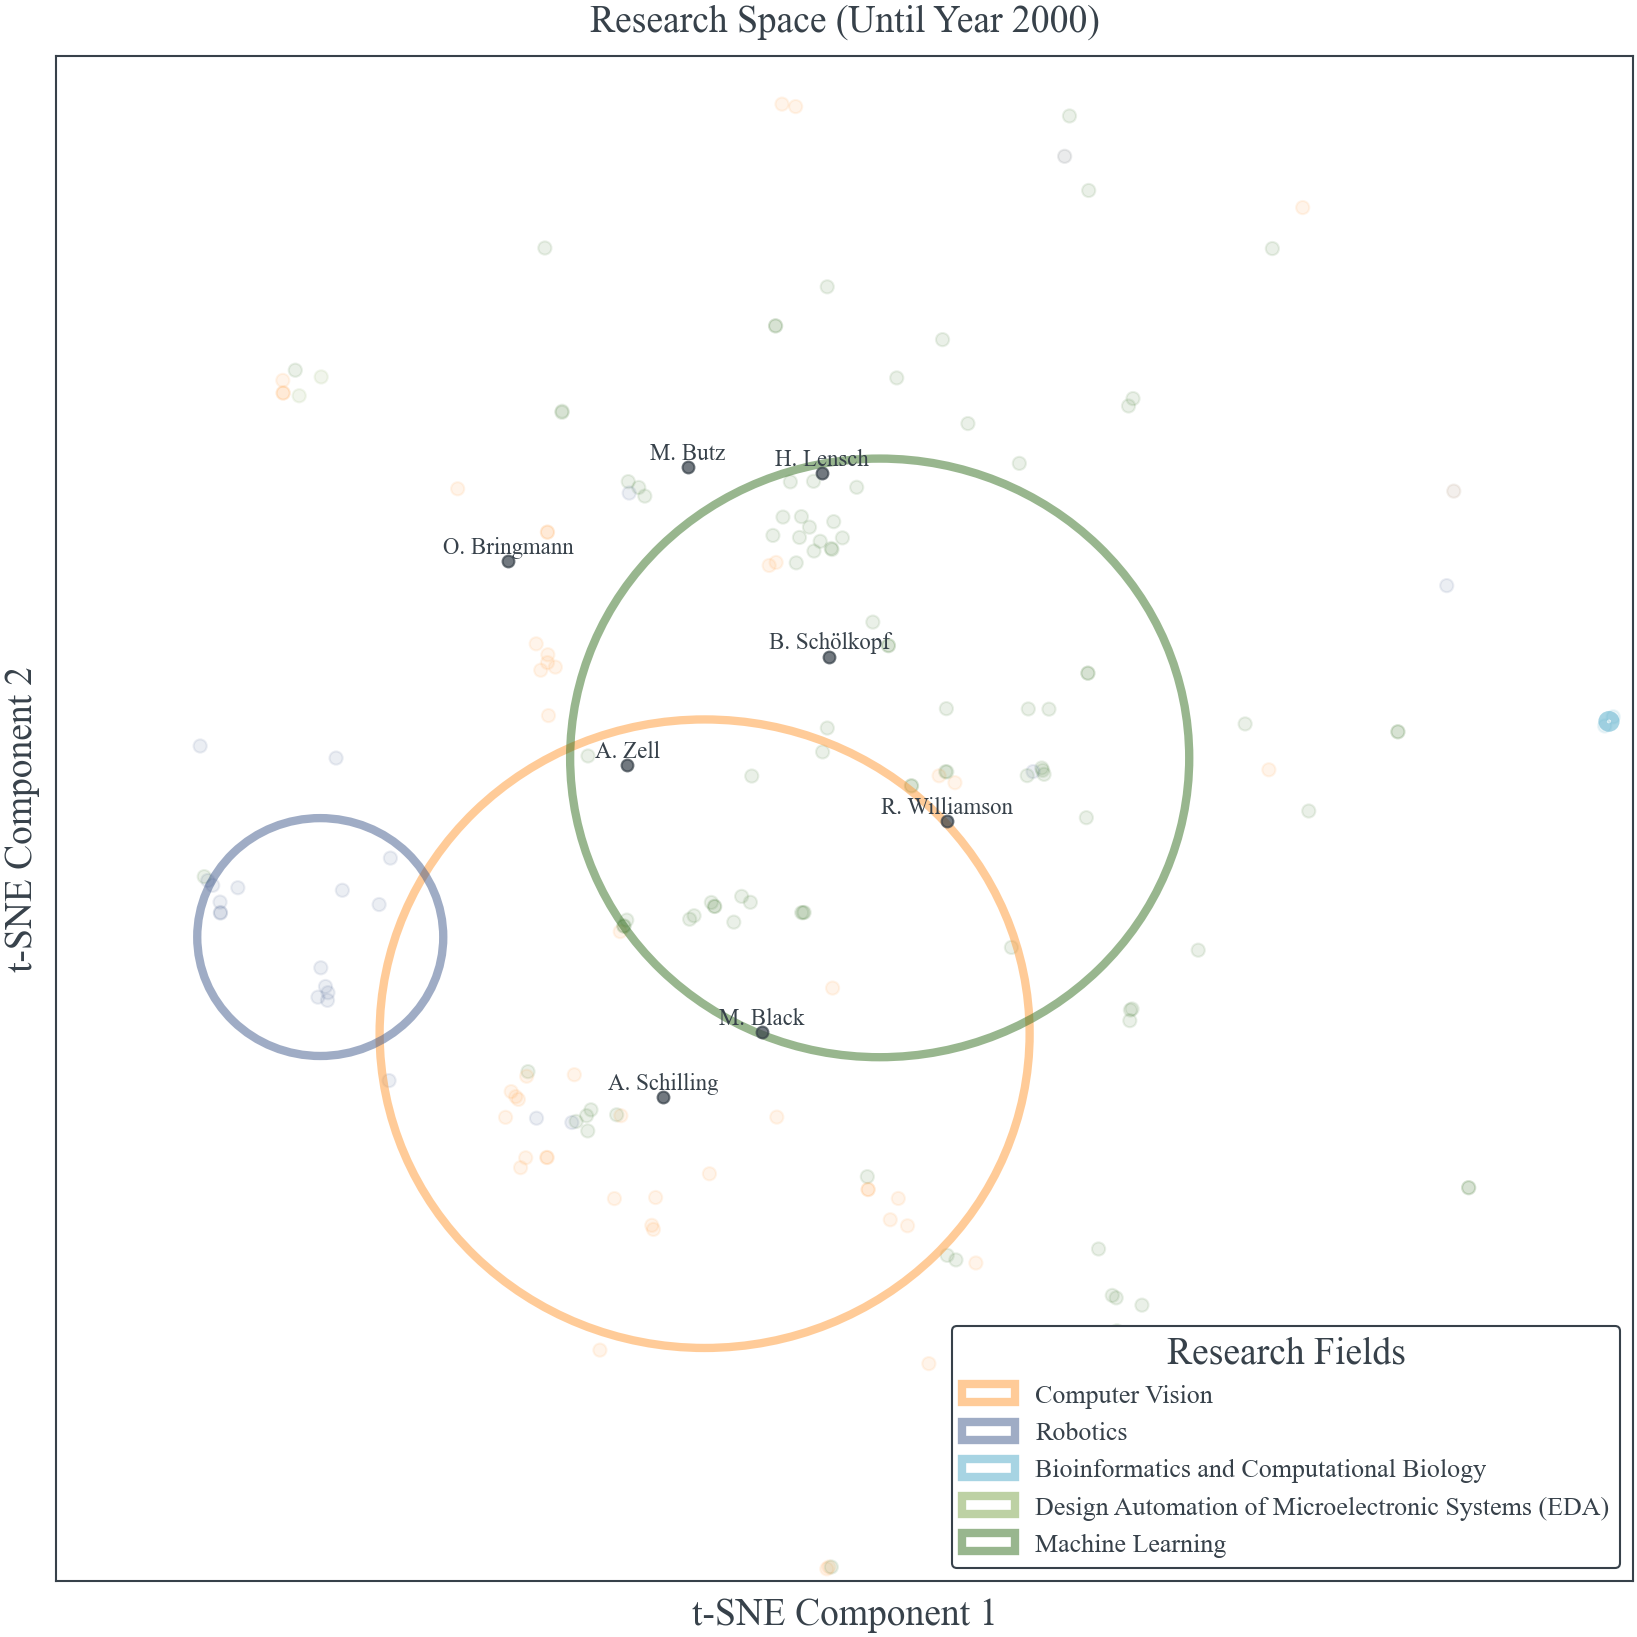 Research Space (Until Year 2000)
M. Butz
H. Lensch
O. Bringmann
B. Schölkopf
A. Zell
R. Williamson
M. Black
A. Schilling
t-SNE Component 2
Research Fields
Computer Vision
Robotics
Bioinformatics and Computational Biology
Design Automation of Microelectronic Systems (EDA)
Machine Learning
t-SNE Component 1